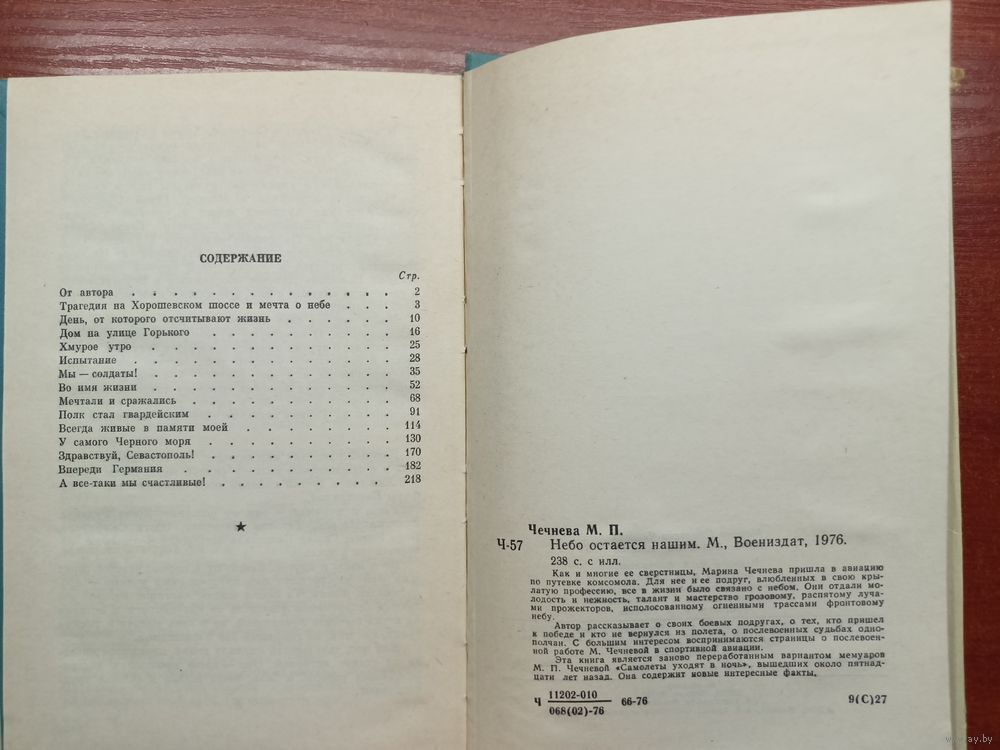 СОДЕРЖАНИЕ
Стр.
От автора . . . . . . . . . . . . . 2
Трагедия на Хорошевском шоссе и мечта о небе . . . 3
День, от которого отсчитывают жизнь . . . . . . 10
Дом на улице Горького . . . . . . . . . . 16
Хмурое утро . . . . . . . . . . . . 25
Испытание . . . . . . . . . . . . . 28
Мы — солдаты! . . . . . . . . . . . . 35
Во имя жизни . . . . . . . . . . . . 52
Мечтали и сражались . . . . . . . . . . 68
Полк стал гвардейским . . . . . . . . . . 91
Всегда живые в памяти моей . . . . . . . . 114
У самого Черного моря . . . . . . . . . . 130
Здравствуй, Севастополь! . . . . . . . . . 170
Впереди Германия . . . . . . . . . . . 182
А все-таки мы счастливые! . . . . . . . . . 218
★
Чечнева М. П.
Ч-57 Небо остается нашим. М., Воениздат, 1976.
238 с. с илл.
Как и многие ее сверстницы, Марина Чечнева пришла в авиацию
по путевке комсомола. Для нее и ее подруг, влюбленных в свою кры-
латую профессию, все в жизни было связано с небом. Они отдали мо-
лодость и нежность, талант и мастерство грозовому, распятому луча-
ми прожекторов, исполосованному огненными трассами фронтовому
небу.
Автор рассказывает о своих боевых подругах, о тех, кто пришел
к победе и кто не вернулся из полета, о послевоенных судьбах одно-
полчан. С большим интересом воспринимаются страницы о послевоен-
ной работе М. Чечневой в спортивной авиации.
Эта книга является заново переработанным вариантом мемуаров
М. П. Чечневой «Самолеты уходят в ночь», вышедших около пятнад-
цати лет назад. Она содержит новые интересные факты.
Ч 11202-010 66-76 9(С)27
068(02)-76
www.ay.by